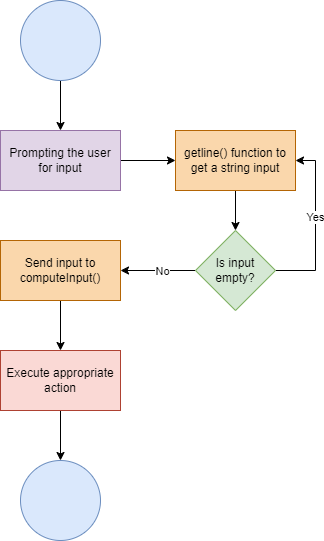 Prompting the user
for input
getline() function to
get a string input
Yes
Is input
empty?
No
Send input to
computeInput()
Execute appropriate
action